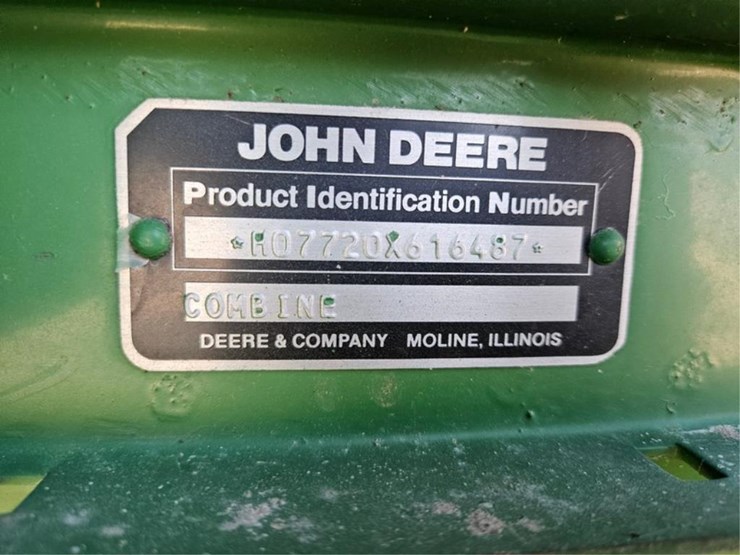 JOHN DEERE
Product Identification Number
*H07720X616487*
COMBINE
DEERE & COMPANY MOLINE, ILLINOIS